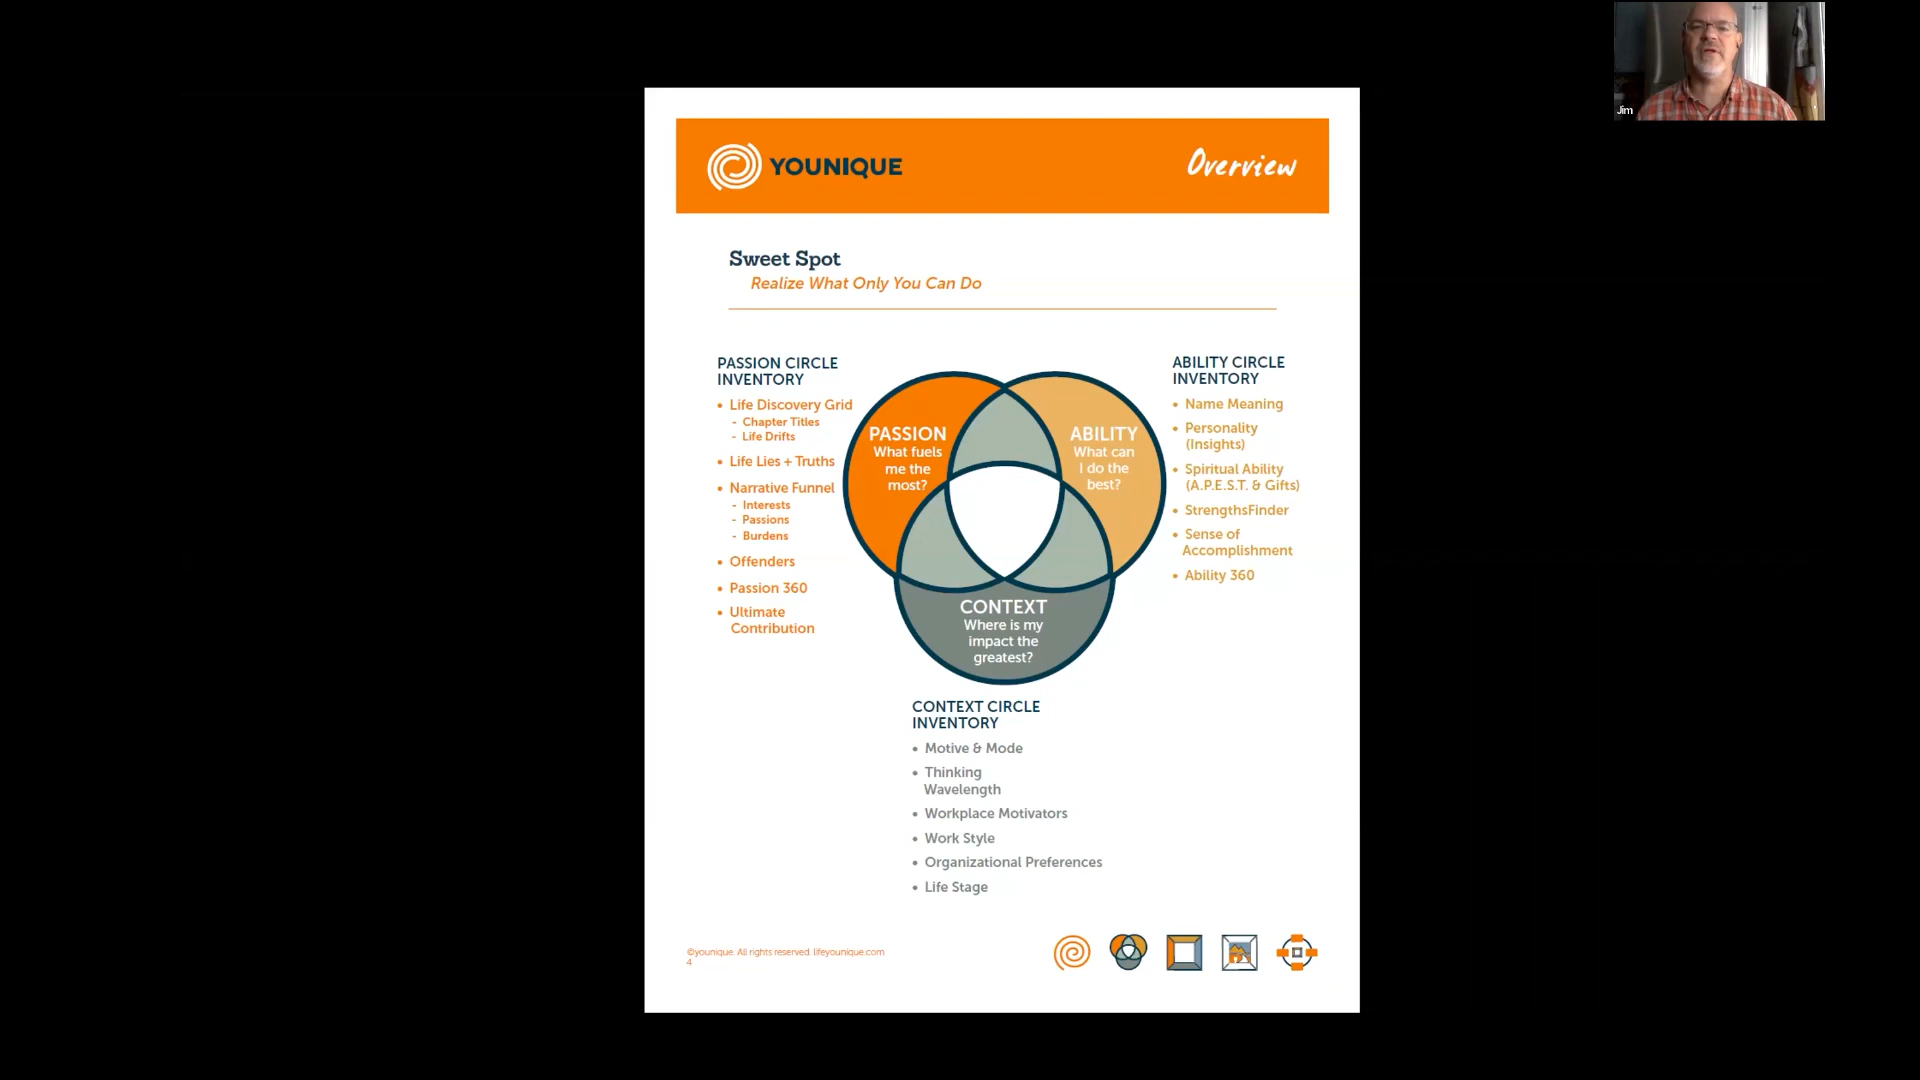 Jim
YOUNIQUE
Overview
Sweet Spot
Realize What Only You Can Do
PASSION CIRCLE
INVENTORY
• Life Discovery Grid
- Chapter Titles
- Life Drifts
• Life Lies + Truths
• Narrative Funnel
- Interests
- Passions
- Burdens
• Offenders
• Passion 360
• Ultimate
Contribution
PASSION
What fuels
me the
most?
ABILITY
What can
I do the
best?
CONTEXT
Where is my
impact the
greatest?
ABILITY CIRCLE
INVENTORY
• Name Meaning
• Personality
(Insights)
• Spiritual Ability
(A.P.E.S.T. & Gifts)
• StrengthsFinder
• Sense of
Accomplishment
• Ability 360
CONTEXT CIRCLE
INVENTORY
• Motive & Mode
• Thinking
Wavelength
• Workplace Motivators
• Work Style
• Organizational Preferences
• Life Stage
©younique. All rights reserved. lifeyounique.com
4